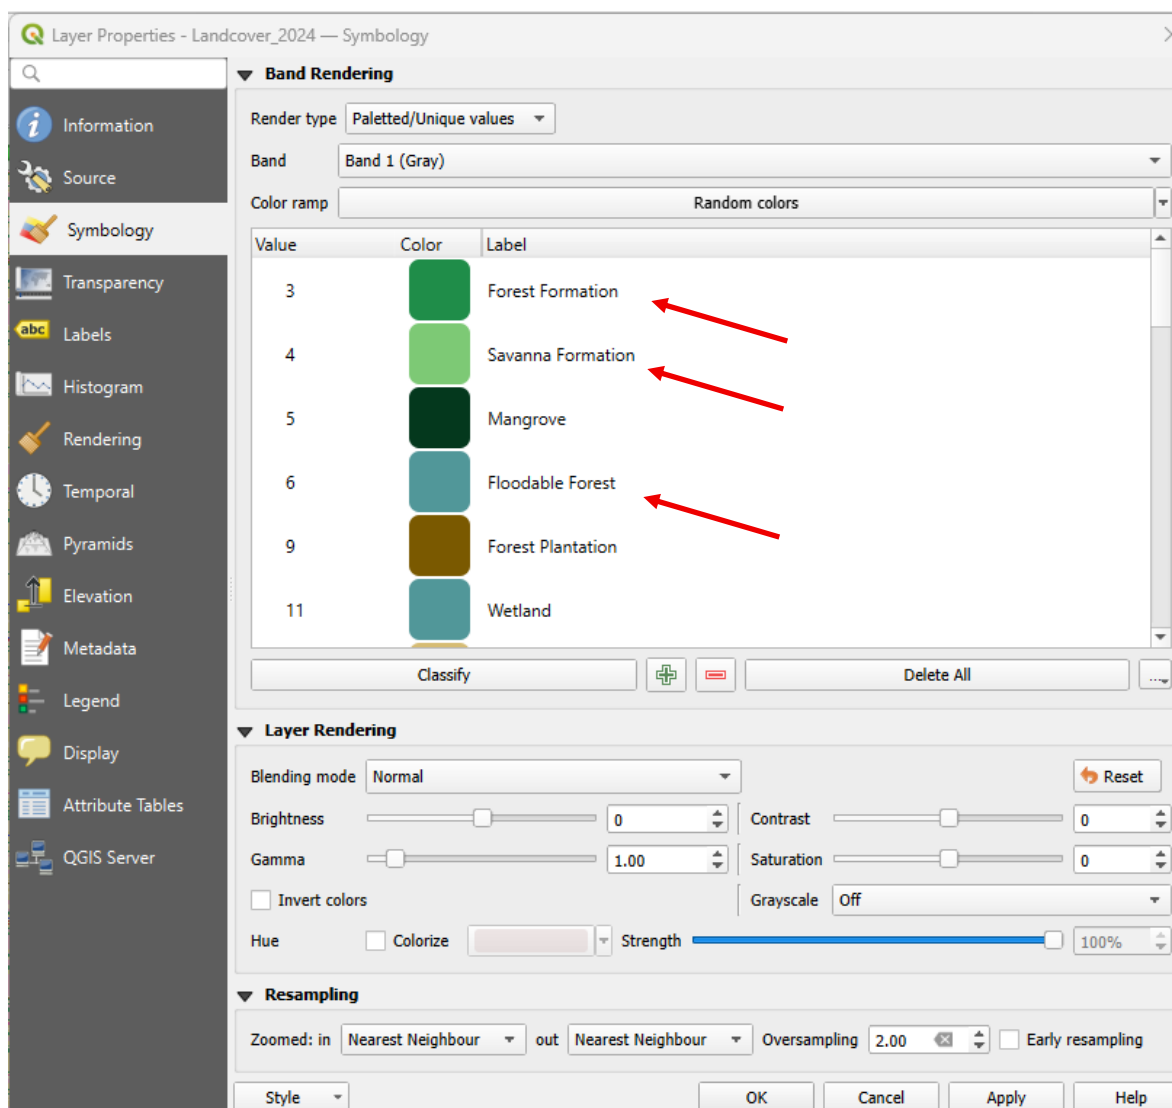 Layer Properties - Landcover_2024 — Symbology
Information
Source
Symbology
Transparency
abc Labels
Histogram
Rendering
Temporal
Pyramids
Elevation
Metadata
Legend
Display
Attribute Tables
QGIS Server
Band Rendering
Render type Paletted/Unique values
Band Band 1 (Gray)
Color ramp Random colors
Value Color Label
3 Forest Formation
4 Savanna Formation
5 Mangrove
6 Floodable Forest
9 Forest Plantation
11 Wetland
Classify Delete All ...
Layer Rendering
Blending mode Normal Reset
Brightness 0 Contrast 0
Gamma 1.00 Saturation 0
Invert colors Grayscale Off
Hue Colorize Strength 100%
Resampling
Zoomed: in Nearest Neighbour out Nearest Neighbour Oversampling 2.00 Early resampling
Style OK Cancel Apply Help